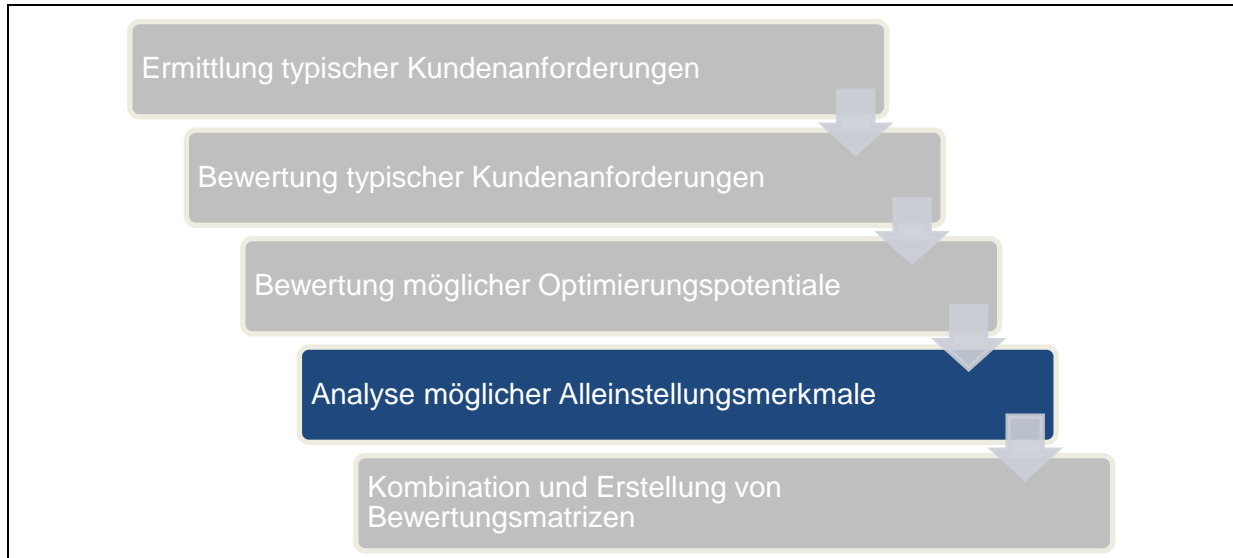 Ermittlung typischer Kundenanforderungen
Bewertung typischer Kundenanforderungen
Bewertung möglicher Optimierungspotentiale
Analyse möglicher Alleinstellungsmerkmale
Kombination und Erstellung von
Bewertungsmatrizen